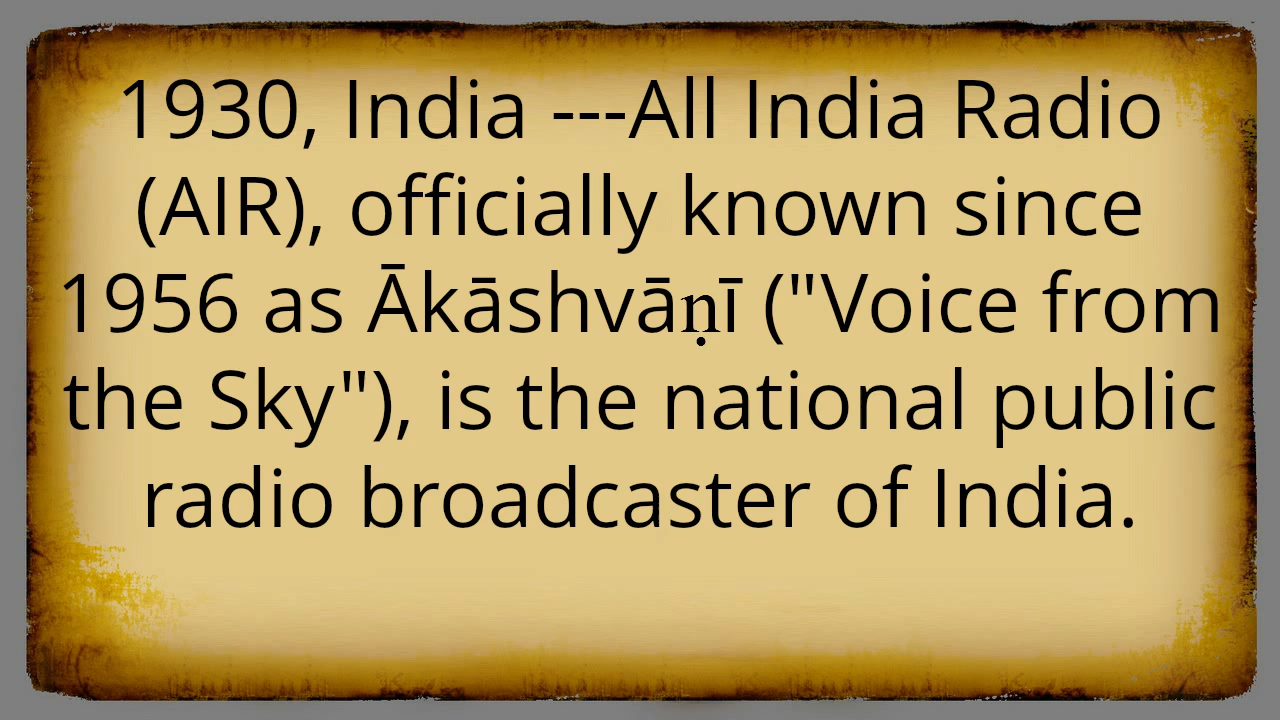 1930, India ---All India Radio
(AIR), officially known since
1956 as Ākāshvāṇī ("Voice from
the Sky"), is the national public
radio broadcaster of India.